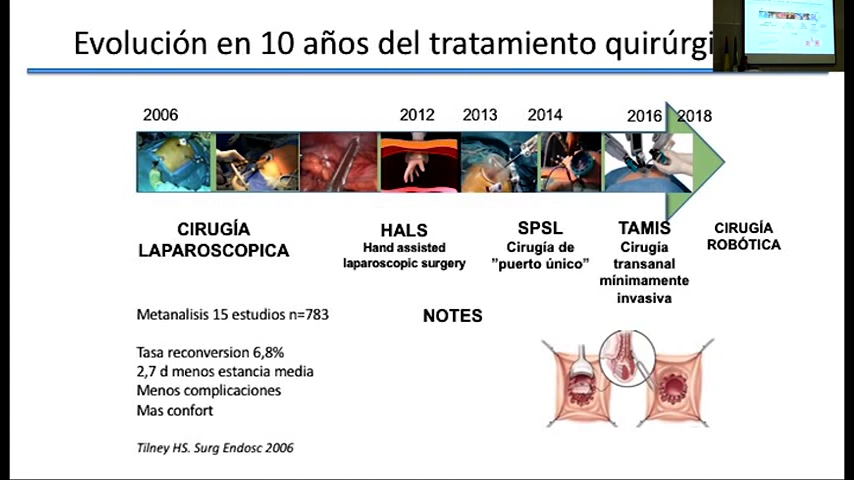 Evolución en 10 años del tratamiento quirúrgi
2006 2012 2013 2014 2016 2018
CIRUGÍA
LAPAROSCOPICA
HALS
Hand assisted
laparoscopic surgery
SPSL
Cirugía de
”puerto único”
TAMIS
Cirugía
transanal
mínimamente
invasiva
CIRUGÍA
ROBÓTICA
Metanalisis 15 estudios n=783
NOTES
Tasa reconversion 6,8%
2,7 d menos estancia media
Menos complicaciones
Mas confort
Tilney HS. Surg Endosc 2006